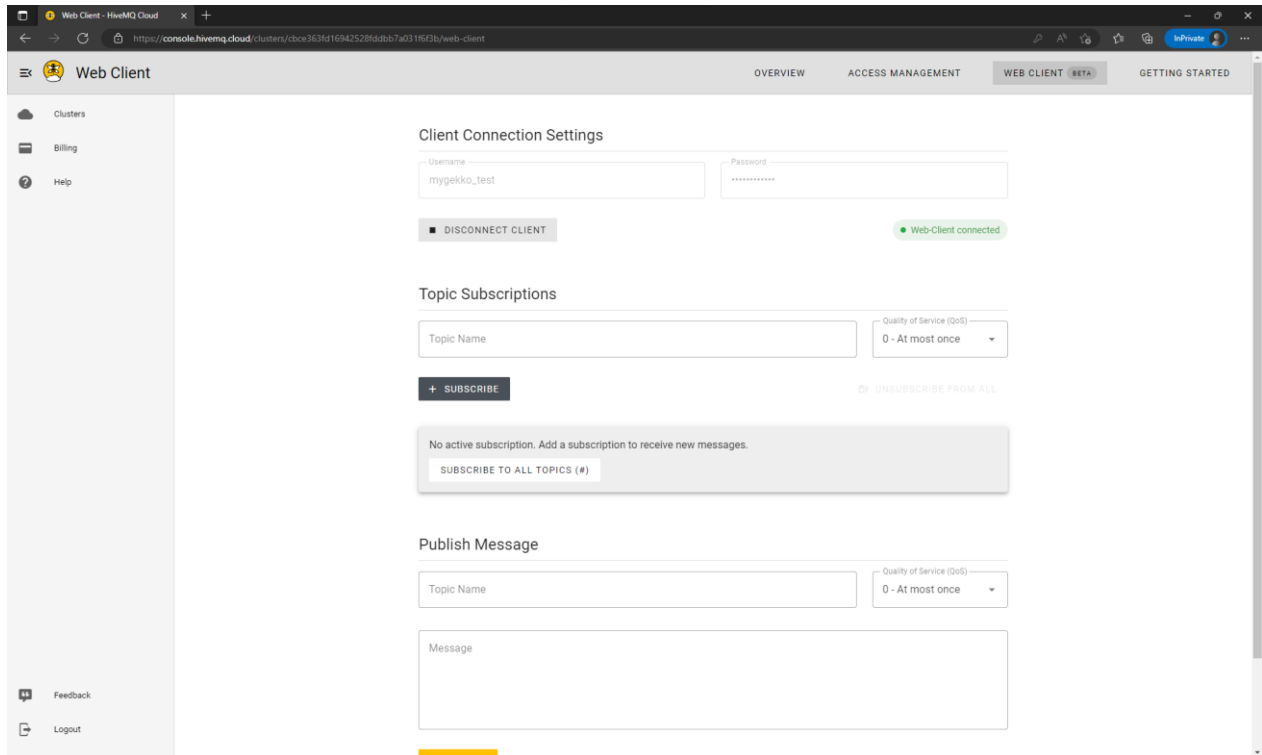 Web Client - HiveMQ Cloud
https://console.hivemq.cloud/clusters/cbce363fd16942528fddbb7a031f6f3b/web-client
InPrivate
Web Client
OVERVIEW
ACCESS MANAGEMENT
WEB CLIENT BETA
GETTING STARTED
Clusters
Billing
Help
Client Connection Settings
Username
mygekko_test
Password
••••••••••••
DISCONNECT CLIENT
Web-Client connected
Topic Subscriptions
Topic Name
Quality of Service (QoS)
0 - At most once
+ SUBSCRIBE
UNSUBSCRIBE FROM ALL
No active subscription. Add a subscription to receive new messages.
SUBSCRIBE TO ALL TOPICS (#)
Publish Message
Topic Name
Quality of Service (QoS)
0 - At most once
Message
Feedback
Logout